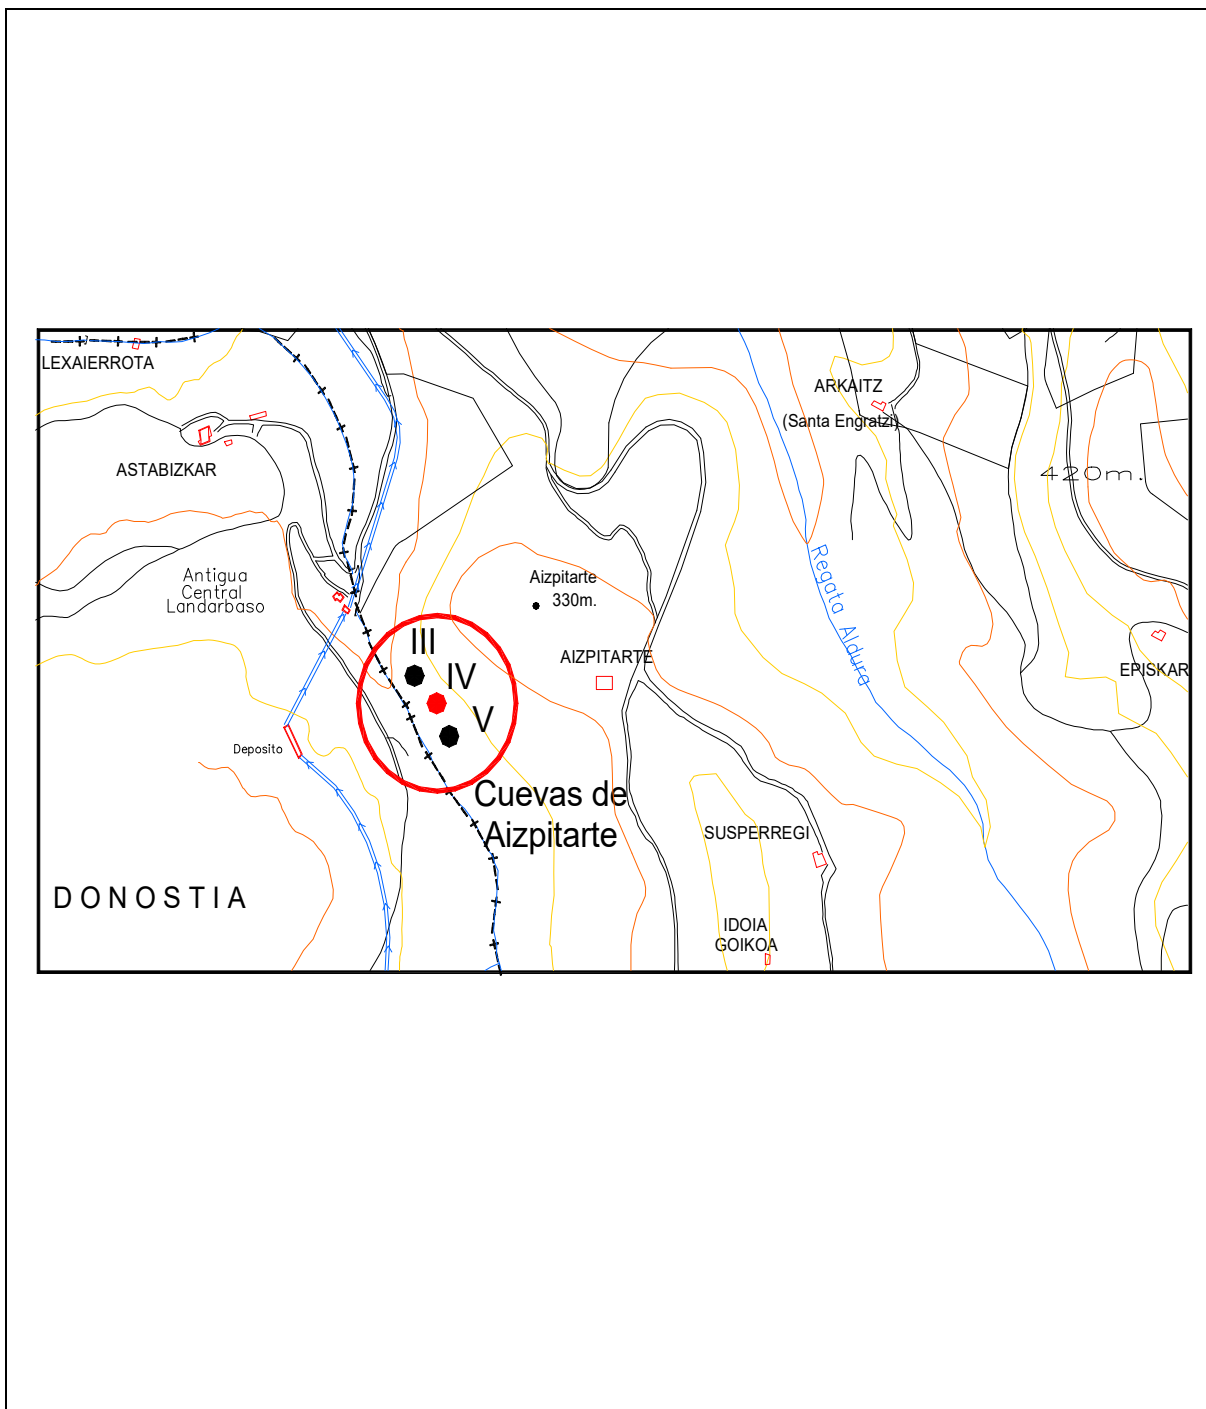 LEXAIERROTA
ARKAITZ
(Santa Engratzi)
ASTABIZKAR
420m.
Antigua
Central
Landarbaso
Aizpitarte
330m.
Regata Aldura
III
IV
V
AIZPITARTE
EPISKAR
Deposito
Cuevas de
Aizpitarte
SUSPERREGI
DONOSTIA
IDOIA
GOIKOA